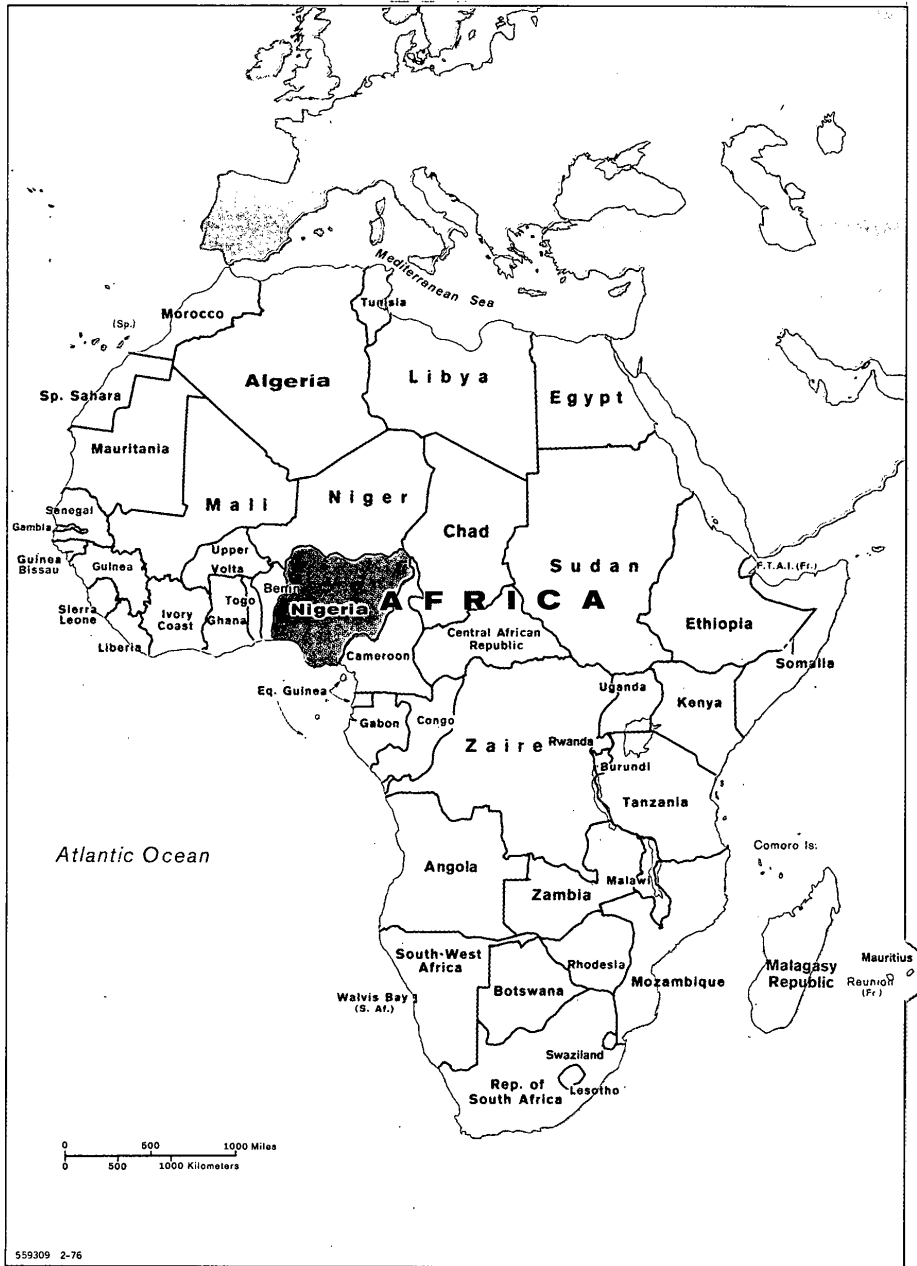 Mediterranean Sea
Tunisia
Morocco
(Sp.)
Algeria
Libya
Egypt
Sp. Sahara
Mauritania
Mali
Niger
Chad
Sudan
Senegal
Gambia
Guinea
Bissau
Guinea
Upper
Volta
Benin
Nigeria
AFRICA
F.T.A.I. (Fr.)
Sierra
Leone
Ivory
Coast
Togo
Ghana
Liberia
Central African
Republic
Ethiopia
Cameroon
Somalia
Eq. Guinea
Uganda
Kenya
Gabon
Congo
Zaire
Rwanda
Burundi
Tanzania
Atlantic Ocean
Comoro Is.
Angola
Malawi
Zambia
South-West
Africa
Rhodesia
Mozambique
Malagasy
Republic
Mauritius
Reunion
(Fr.)
Botswana
Walvis Bay
(S. Af.)
Swaziland
Lesotho
Rep. of
South Africa
0 500 1000 Miles
0 500 1000 Kilometers
559309 2-76